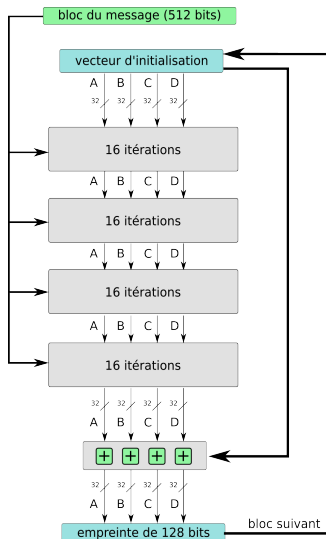 bloc du message (512 bits)
vecteur d'initialisation
A B C D
32 32 32 32
16 itérations
A B C D
16 itérations
A B C D
16 itérations
A B C D
16 itérations
32 32 32 32
A B C D
+ + + +
32 32 32 32
A B C D
bloc suivant
empreinte de 128 bits